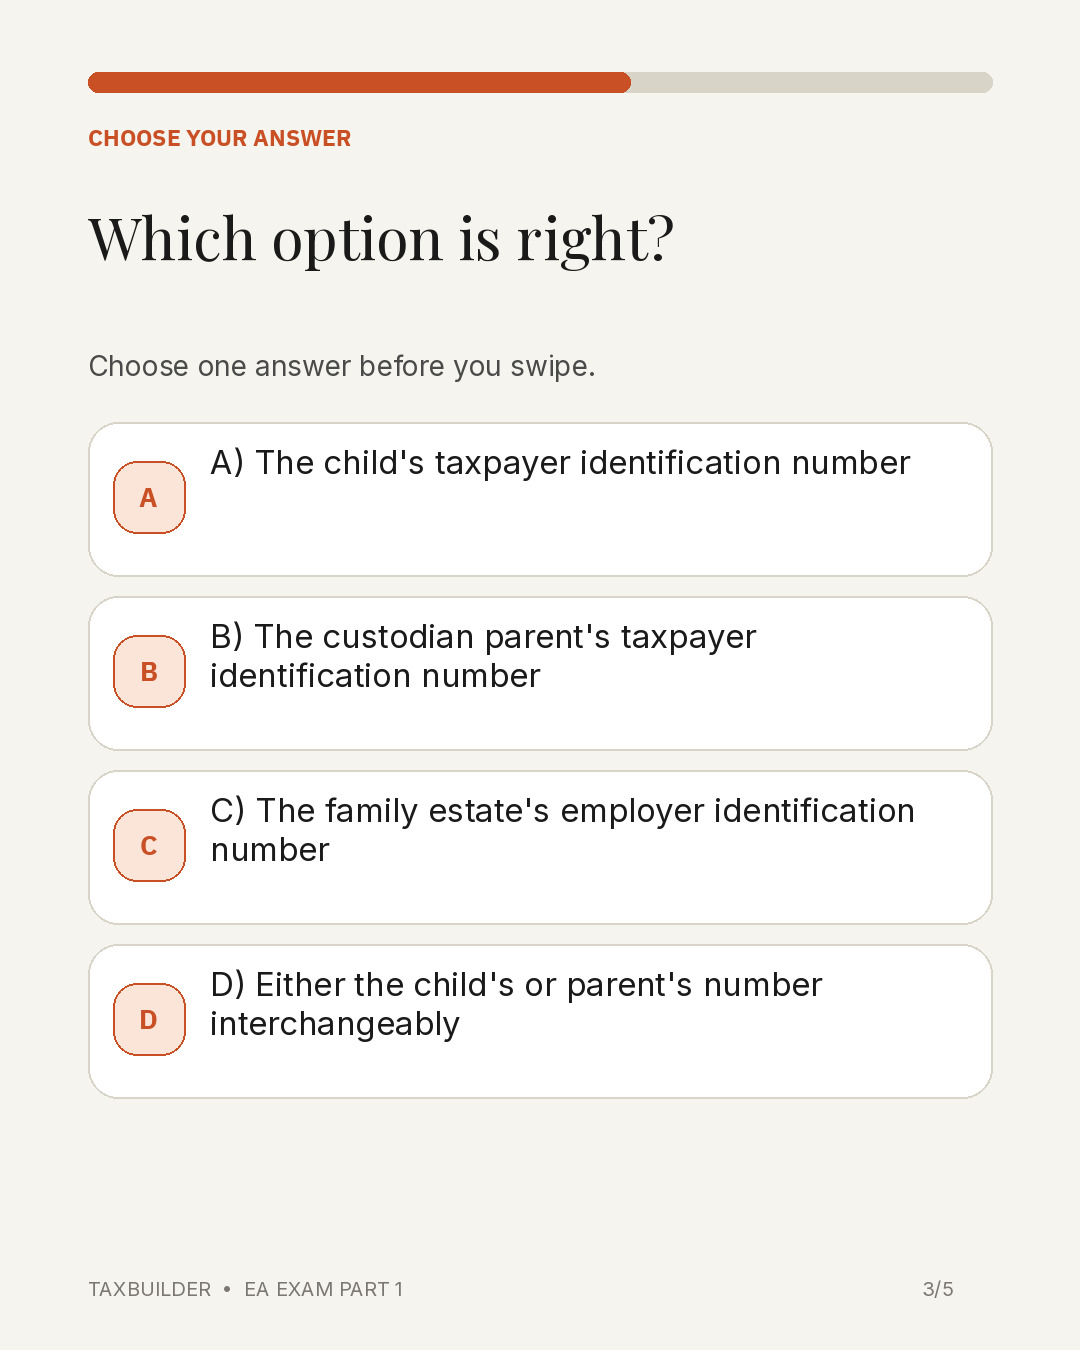 CHOOSE YOUR ANSWER
Which option is right?
Choose one answer before you swipe.
A
A) The child's taxpayer identification number
B
B) The custodian parent's taxpayer
identification number
C
C) The family estate's employer identification
number
D
D) Either the child's or parent's number
interchangeably
TAXBUILDER • EA EXAM PART 1
3/5